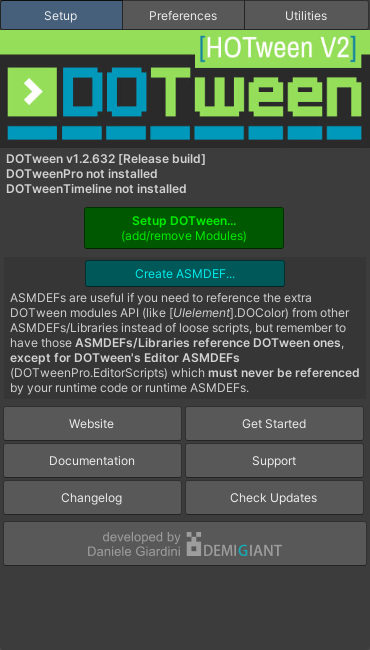 Setup Preferences Utilities
[HOTween V2]
DOTween
DOTween v1.2.632 [Release build]
DOTweenPro not installed
DOTweenTimeline not installed
Setup DOTween...
(add/remove Modules)
Create ASMDEF...
ASMDEFs are useful if you need to reference the extra
DOTween modules API (like [UIelement].DOColor) from other
ASMDEFs/Libraries instead of loose scripts, but remember to
have those ASMDEFs/Libraries reference DOTween ones,
except for DOTween's Editor ASMDEFs
(DOTweenPro.EditorScripts) which must never be referenced
by your runtime code or runtime ASMDEFs.
Website Get Started
Documentation Support
Changelog Check Updates
developed by
Daniele Giardini DEMIGIANT